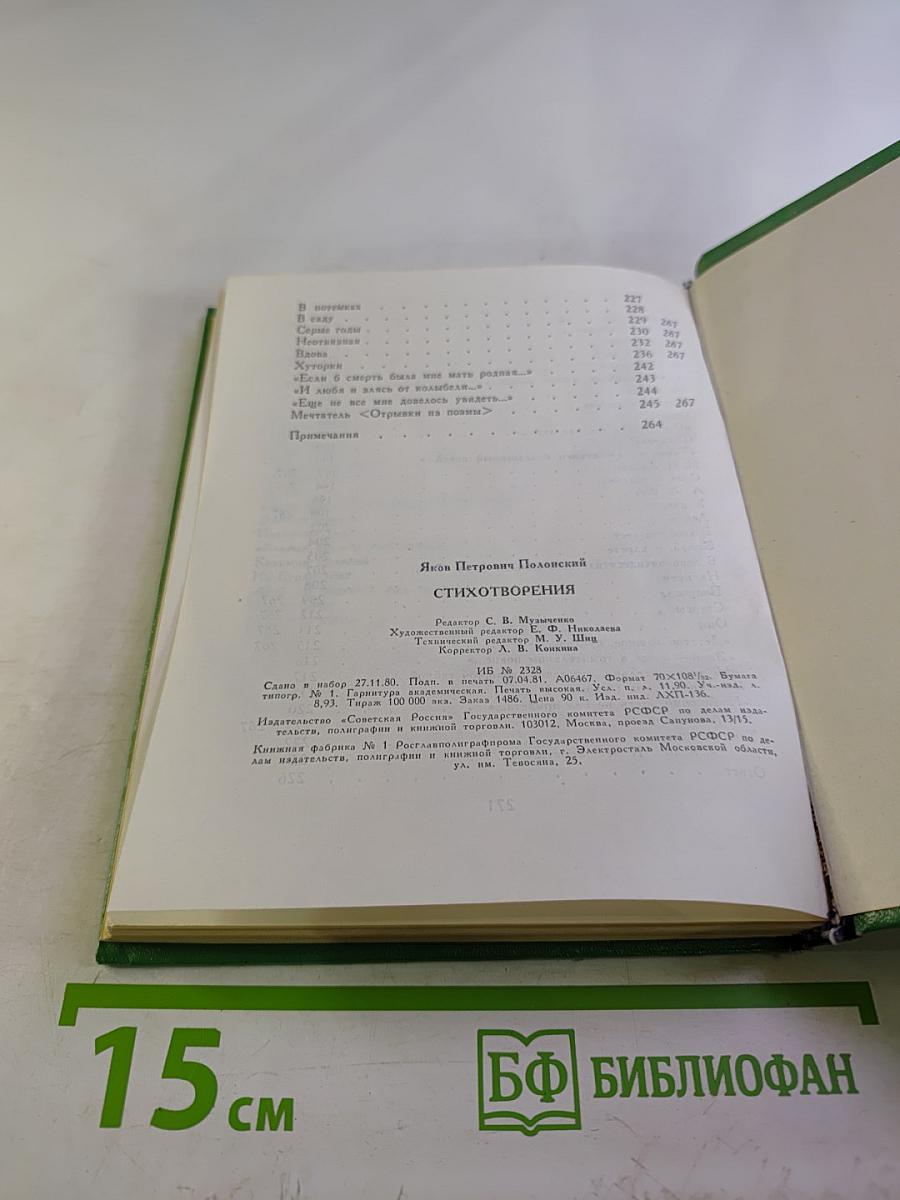 В потемках . . . . . . . . . . . 227
В саду . . . . . . . . . . . . 228
Серые годы . . . . . . . . . . . 229 267
Неотвязная . . . . . . . . . . . 230 267
Вдова . . . . . . . . . . . . 232 267
Хуторки . . . . . . . . . . . . 236 267
«Если б смерть была мне мать родная...» . . . . 242
«И любя и злясь от колыбели...» . . . . . . 243
«Еще не все мне довелось увидеть...» . . . . . 244
Мечтатель <Отрывки из поэмы> . . . . . . 245 267
Примечания . . . . . . . . . . . 264
Яков Петрович Полонский
СТИХОТВОРЕНИЯ
Редактор С. В. Музыченко
Художественный редактор Е. Ф. Николаева
Технический редактор М. У. Шиц
Корректор Л. В. Конкина
ИБ № 2328
Сдано в набор 27.11.80. Подп. в печать 07.04.81. А06467. Формат 70×108¹/₃₂. Бумага
типогр. № 1. Гарнитура академическая. Печать высокая. Усл. п. л. 11,90. Уч.-изд. л.
8,93. Тираж 100 000 экз. Заказ 1486. Цена 90 к. Изд. инд. ЛХП-136.
Издательство «Советская Россия» Государственного комитета РСФСР по делам изда-
тельств, полиграфии и книжной торговли. 103012, Москва, проезд Сапунова, 13/15.
Книжная фабрика № 1 Росглавполиграфпрома Государственного комитета РСФСР по де-
лам издательств, полиграфии и книжной торговли, г. Электросталь Московской области,
ул. им. Тевосяна, 25.
15 см
БФ БИБЛИОФАН